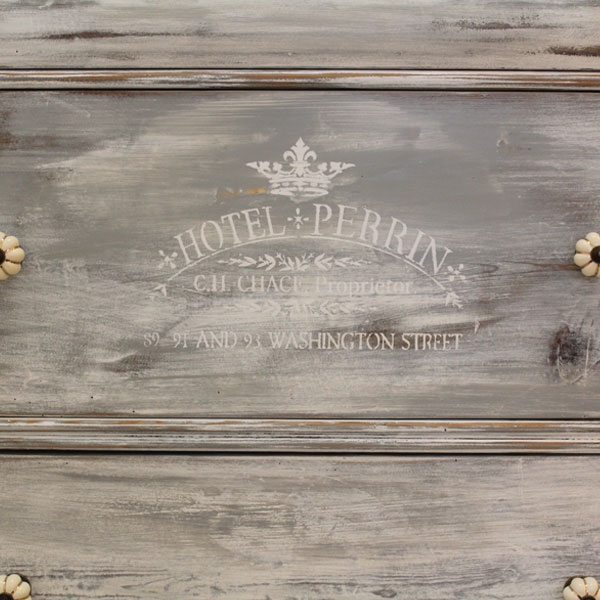 HOTEL PERRIN
C.H. CHACE, Proprietor
89 91 AND 93 WASHINGTON STREET